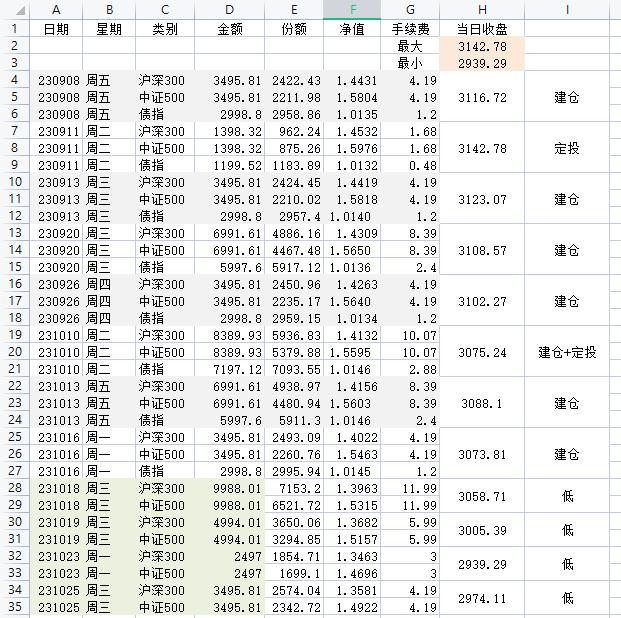 A B C D E F G H I
1 日期 星期 类别 金额 份额 净值 手续费 当日收盘
2 最大 3142.78
3 最小 2939.29
4 230908 周五 沪深300 3495.81 2422.43 1.4431 4.19
5 230908 周五 中证500 3495.81 2211.98 1.5804 4.19 3116.72 建仓
6 230908 周五 债指 2998.8 2958.86 1.0135 1.2
7 230911 周二 沪深300 1398.32 962.24 1.4532 1.68
8 230911 周二 中证500 1398.32 875.26 1.5976 1.68 3142.78 定投
9 230911 周二 债指 1199.52 1183.89 1.0132 0.48
10 230913 周三 沪深300 3495.81 2424.45 1.4419 4.19
11 230913 周三 中证500 3495.81 2210.02 1.5818 4.19 3123.07 建仓
12 230913 周三 债指 2998.8 2957.4 1.0140 1.2
13 230920 周三 沪深300 6991.61 4886.16 1.4309 8.39
14 230920 周三 中证500 6991.61 4467.48 1.5650 8.39 3108.57 建仓
15 230920 周三 债指 5997.6 5917.12 1.0136 2.4
16 230926 周四 沪深300 3495.81 2450.96 1.4263 4.19
17 230926 周四 中证500 3495.81 2235.17 1.5640 4.19 3102.27 建仓
18 230926 周四 债指 2998.8 2959.15 1.0134 1.2
19 231010 周二 沪深300 8389.93 5936.83 1.4132 10.07
20 231010 周二 中证500 8389.93 5379.88 1.5595 10.07 3075.24 建仓+定投
21 231010 周二 债指 7197.12 7093.55 1.0146 2.88
22 231013 周五 沪深300 6991.61 4938.97 1.4156 8.39
23 231013 周五 中证500 6991.61 4480.94 1.5603 8.39 3088.1 建仓
24 231013 周五 债指 5997.6 5911.3 1.0146 2.4
25 231016 周一 沪深300 3495.81 2493.09 1.4022 4.19
26 231016 周一 中证500 3495.81 2260.76 1.5463 4.19 3073.81 建仓
27 231016 周一 债指 2998.8 2995.94 1.0145 1.2
28 231018 周三 沪深300 9988.01 7153.2 1.3963 11.99 3058.71 低
29 231018 周三 中证500 9988.01 6521.72 1.5315 11.99
30 231019 周三 沪深300 4994.01 3650.06 1.3682 5.99 3005.39 低
31 231019 周三 中证500 4994.01 3294.85 1.5157 5.99
32 231023 周一 沪深300 2497 1854.71 1.3463 3 2939.29 低
33 231023 周一 中证500 2497 1699.1 1.4696 3
34 231025 周三 沪深300 3495.81 2574.04 1.3581 4.19 2974.11 低
35 231025 周三 中证500 3495.81 2342.72 1.4922 4.19